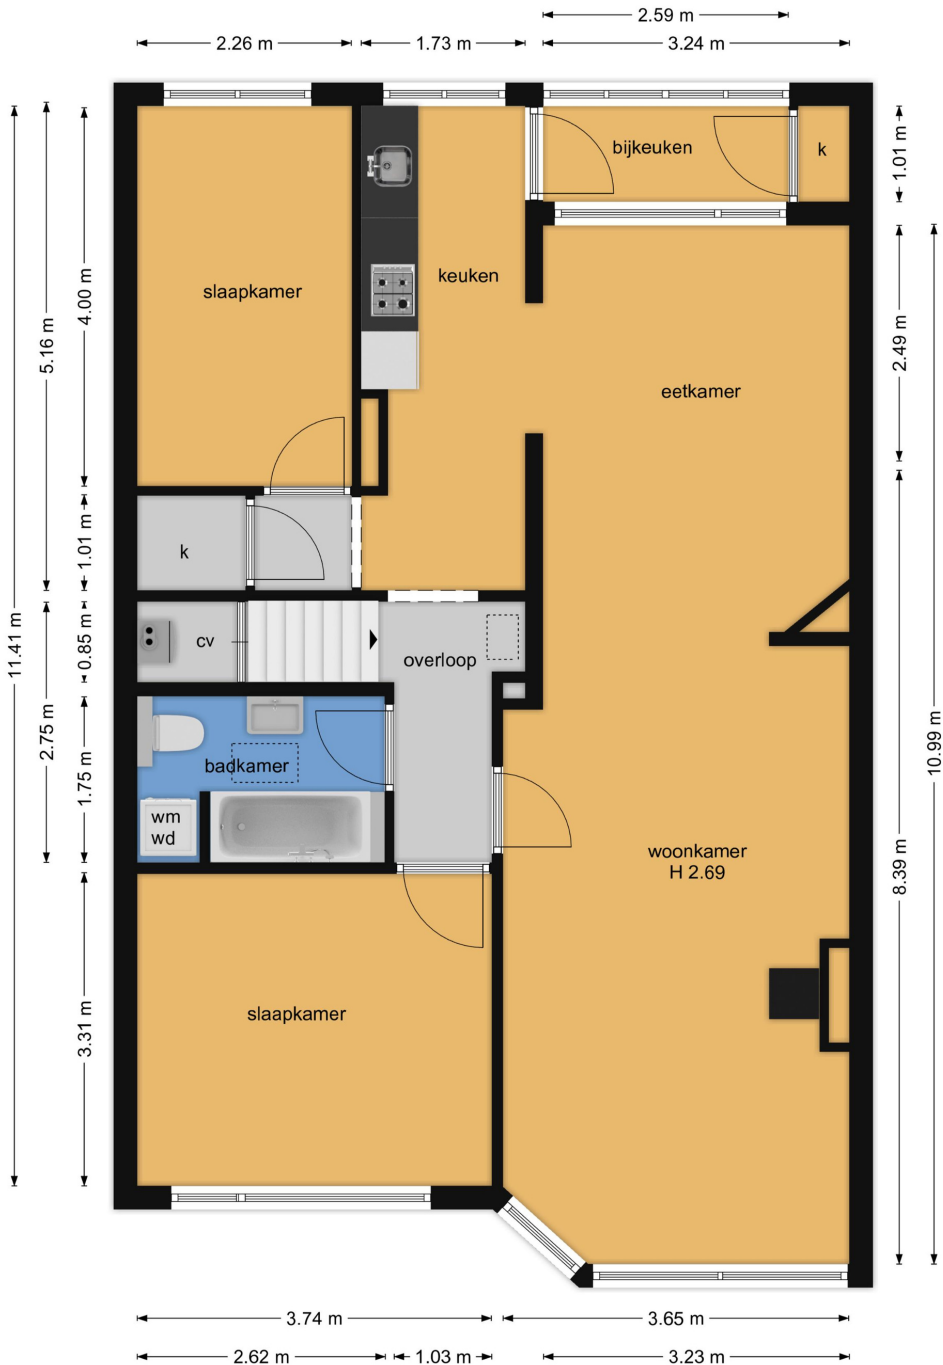 2.59 m
2.26 m
1.73 m
3.24 m
bijkeuken
k
1.01 m
4.00 m
slaapkamer
keuken
5.16 m
2.49 m
eetkamer
k
1.01 m
11.41 m
0.85 m
cv
overloop
2.75 m
1.75 m
badkamer
10.99 m
wm
wd
woonkamer
H 2.69
8.39 m
3.31 m
slaapkamer
3.74 m
3.65 m
2.62 m
1.03 m
3.23 m